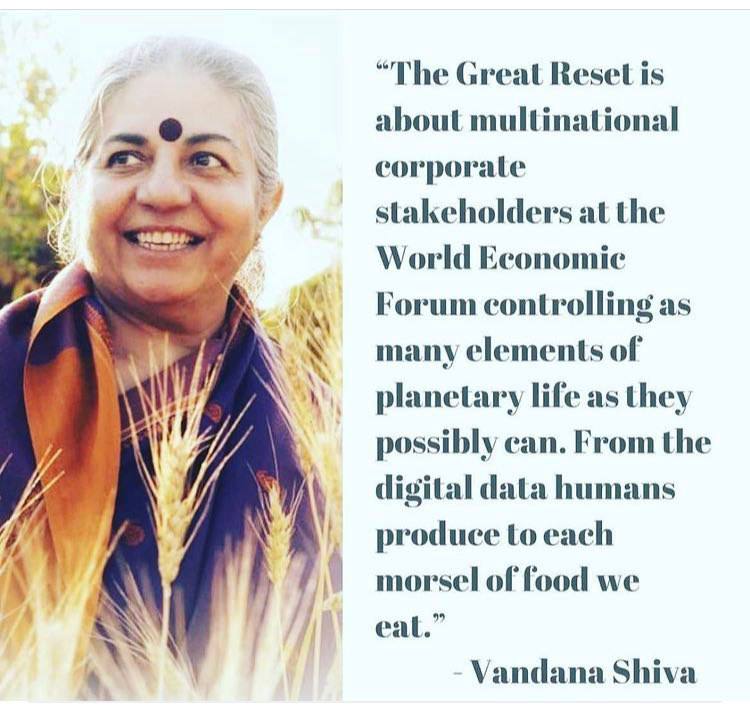 “The Great Reset is
about multinational
corporate
stakeholders at the
World Economic
Forum controlling as
many elements of
planetary life as they
possibly can. From the
digital data humans
produce to each
morsel of food we
eat.”
- Vandana Shiva